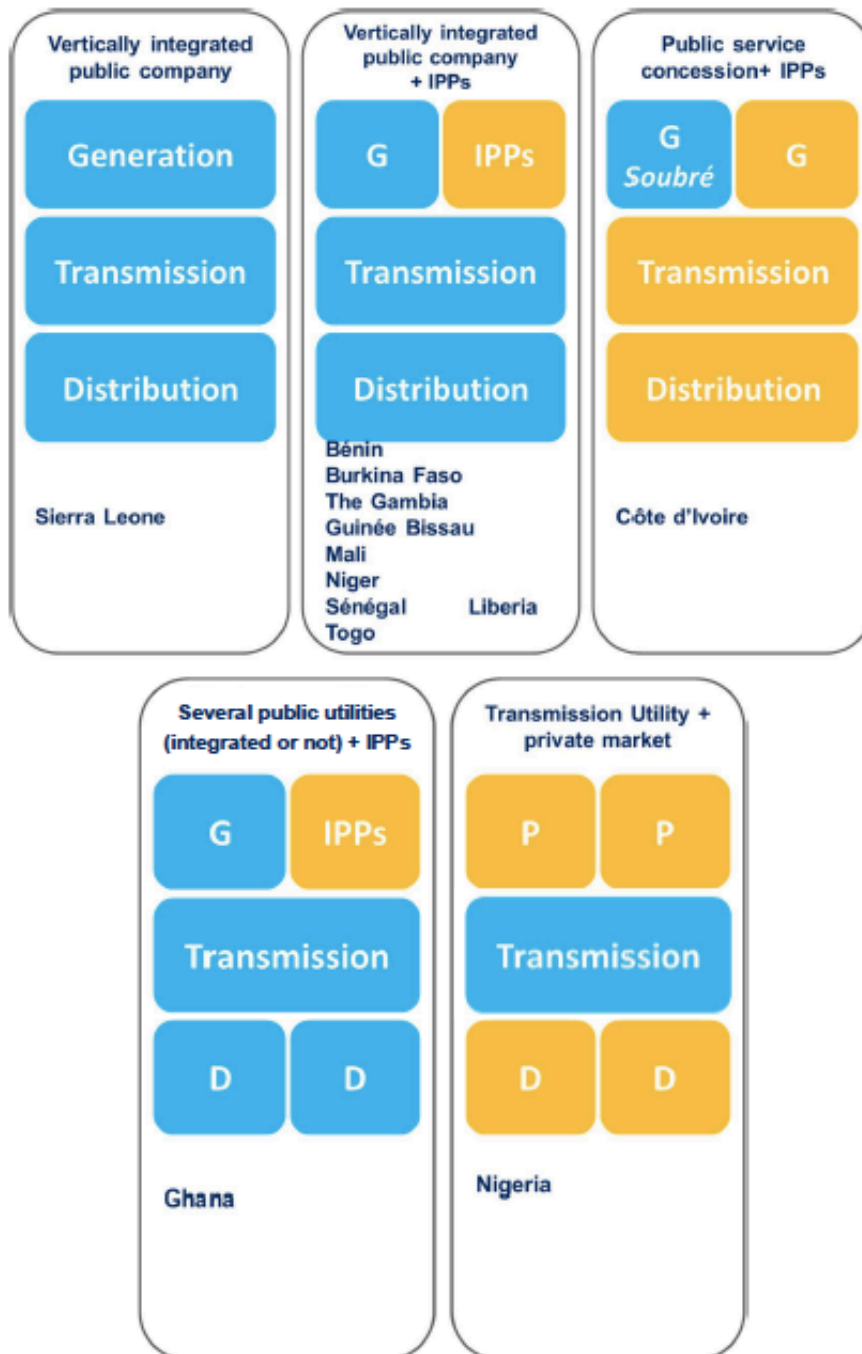 Vertically integrated
public company
Generation
Transmission
Distribution
Sierra Leone
Vertically integrated
public company
+ IPPs
G
IPPs
Transmission
Distribution
Bénin
Burkina Faso
The Gambia
Guinée Bissau
Mali
Niger
Sénégal Liberia
Togo
Public service
concession+ IPPs
G
Soubré
G
Transmission
Distribution
Côte d'Ivoire
Several public utilities
(integrated or not) + IPPs
G
IPPs
Transmission
D
D
Ghana
Transmission Utility +
private market
P
P
Transmission
D
D
Nigeria